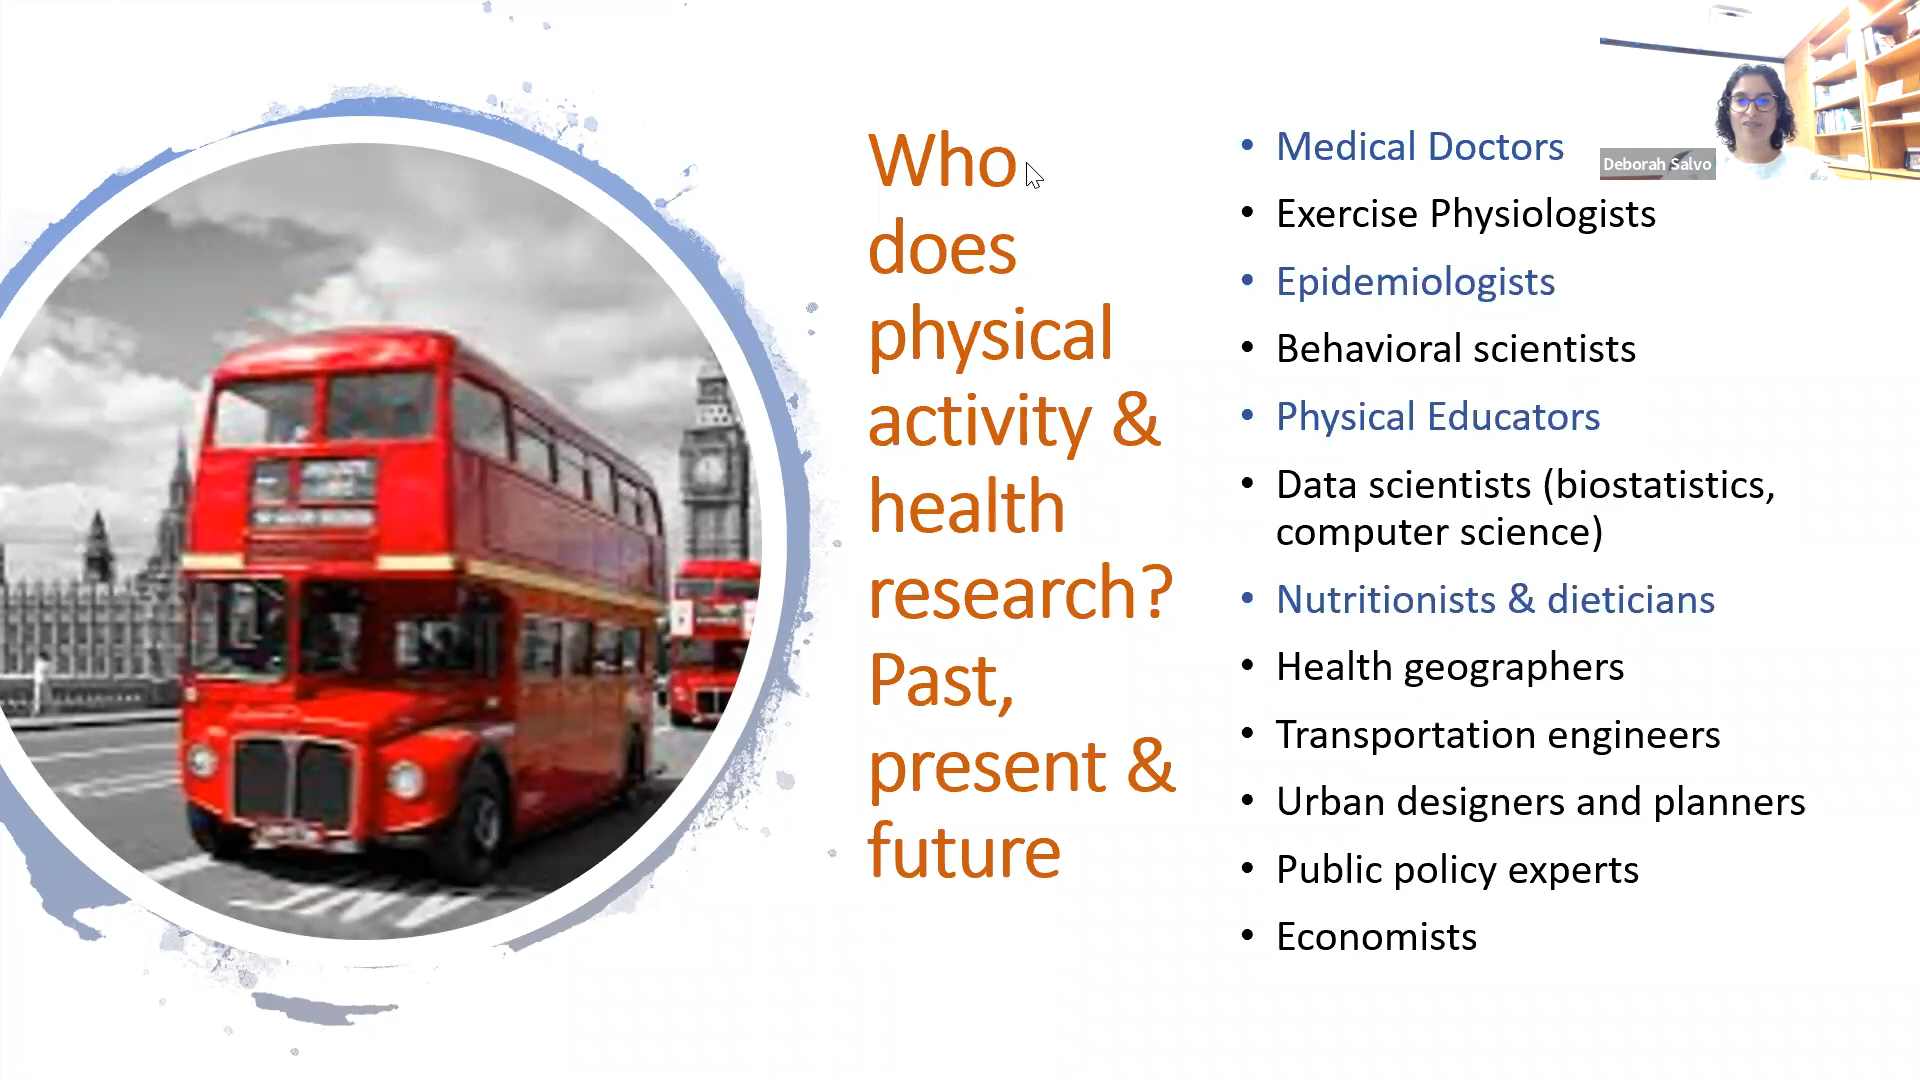 Who
does
physical
activity &
health
research?
Past,
present &
future
• Medical Doctors
• Exercise Physiologists
• Epidemiologists
• Behavioral scientists
• Physical Educators
• Data scientists (biostatistics,
computer science)
• Nutritionists & dieticians
• Health geographers
• Transportation engineers
• Urban designers and planners
• Public policy experts
• Economists
Deborah Salvo